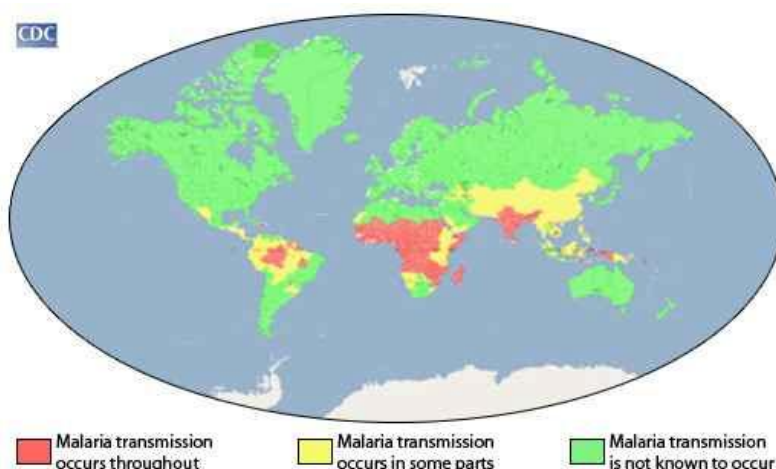 CDC
Malaria transmission
occurs throughout
Malaria transmission
occurs in some parts
Malaria transmission
is not known to occur